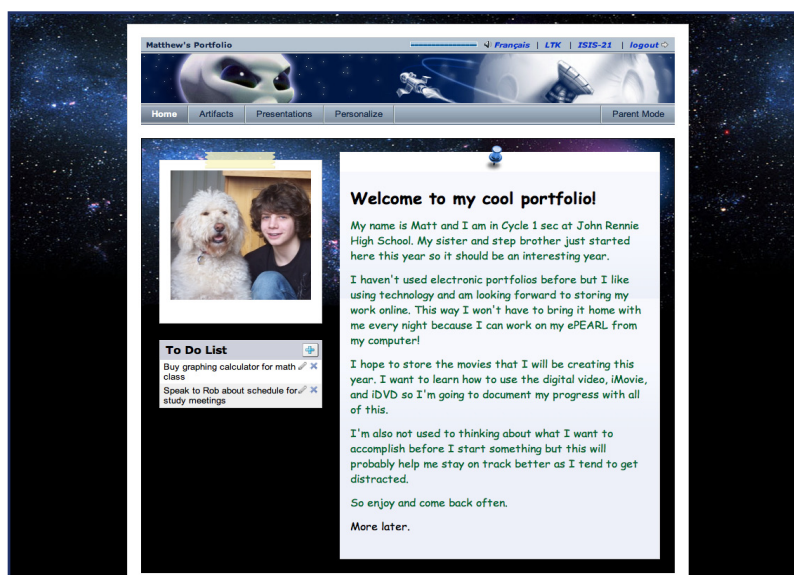 Matthew's Portfolio
Français | LTK | ISIS-21 | logout
Home
Artifacts
Presentations
Personalize
Parent Mode
Welcome to my cool portfolio!
My name is Matt and I am in Cycle 1 sec at John Rennie
High School. My sister and step brother just started
here this year so it should be an interesting year.
I haven't used electronic portfolios before but I like
using technology and am looking forward to storing my
work online. This way I won't have to bring it home with
me every night because I can work on my ePEARL from
my computer!
I hope to store the movies that I will be creating this
year. I want to learn how to use the digital video, iMovie,
and iDVD so I'm going to document my progress with all
of this.
I'm also not used to thinking about what I want to
accomplish before I start something but this will
probably help me stay on track better as I tend to get
distracted.
So enjoy and come back often.
More later.
To Do List
Buy graphing calculator for math
class
Speak to Rob about schedule for
study meetings